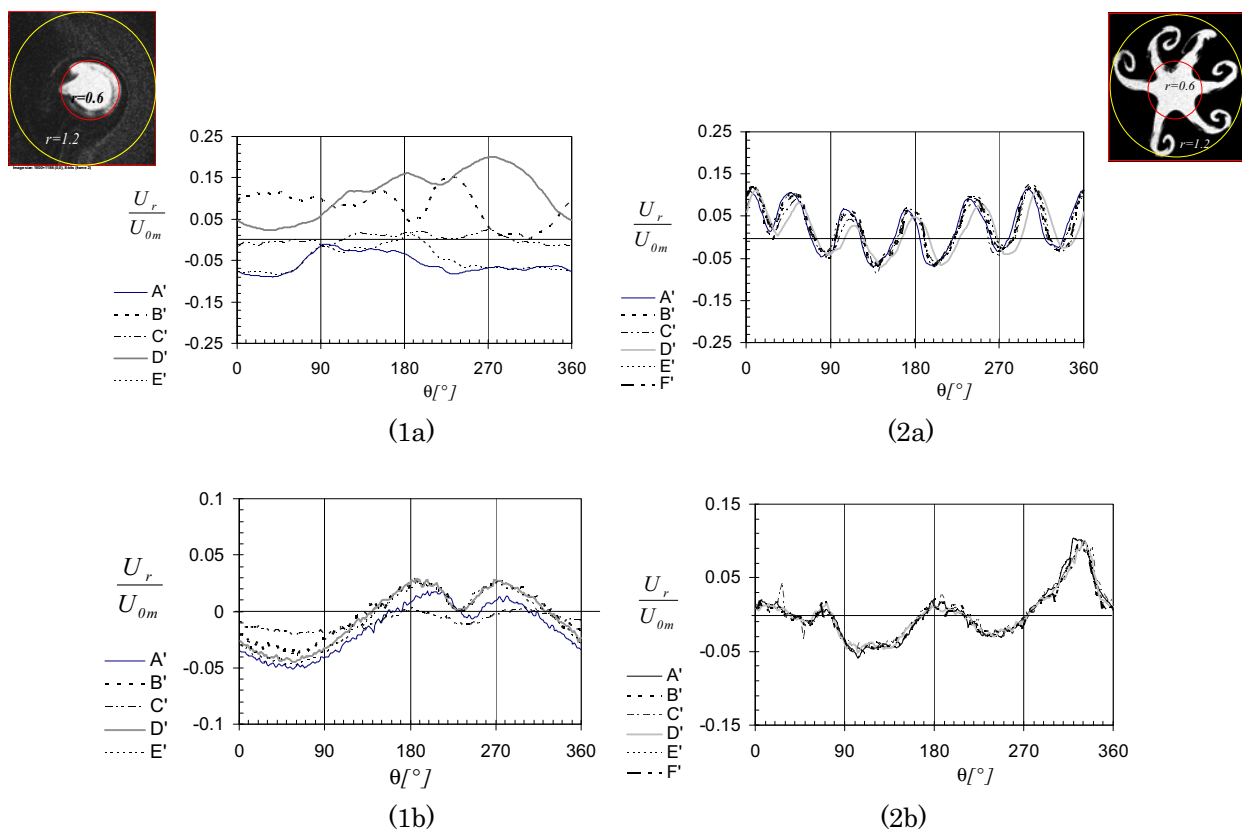 r=0.6
r=1.2
r=0.6
r=1.2
U_r
U_0m
0.25
0.15
0.05
-0.05
-0.15
-0.25
0 90 180 270 360
θ[°]
A'
B'
C'
D'
E'
(1a)
U_r
U_0m
0.25
0.15
0.05
-0.05
-0.15
-0.25
0 90 180 270 360
θ[°]
A'
B'
C'
D'
E'
F'
(2a)
U_r
U_0m
0.1
0.05
0
-0.05
-0.1
0 90 180 270 360
θ[°]
A'
B'
C'
D'
E'
(1b)
U_r
U_0m
0.15
0.05
-0.05
-0.15
0 90 180 270 360
θ[°]
A'
B'
C'
D'
E'
F'
(2b)